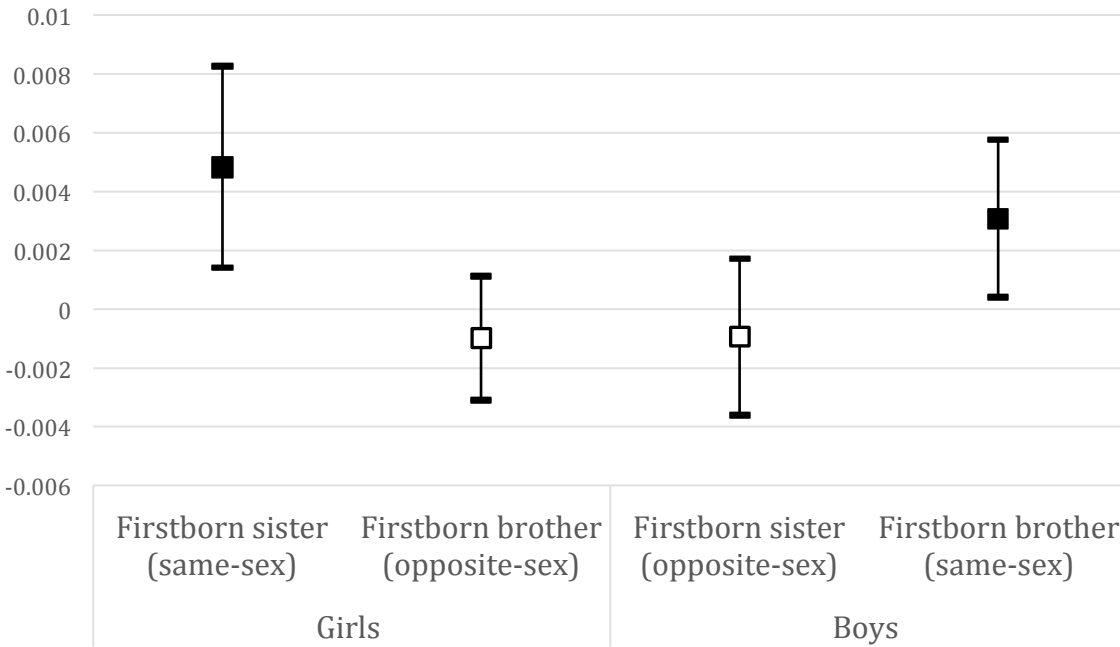 0.01
0.008
0.006
0.004
0.002
0
-0.002
-0.004
-0.006
Firstborn sister
(same-sex)
Firstborn brother
(opposite-sex)
Firstborn sister
(opposite-sex)
Firstborn brother
(same-sex)
Girls
Boys